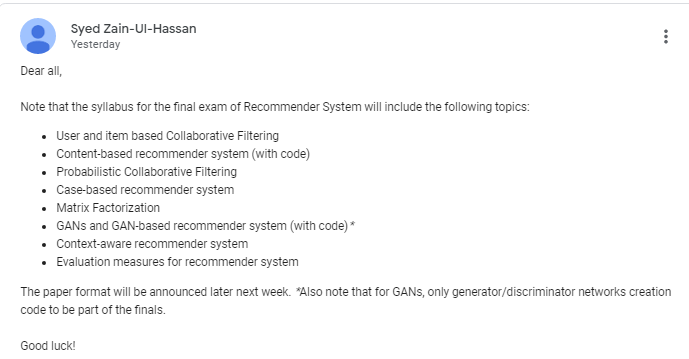 Syed Zain-Ul-Hassan
Yesterday
Dear all,
Note that the syllabus for the final exam of Recommender System will include the following topics:
• User and item based Collaborative Filtering
• Content-based recommender system (with code)
• Probabilistic Collaborative Filtering
• Case-based recommender system
• Matrix Factorization
• GANs and GAN-based recommender system (with code)*
• Context-aware recommender system
• Evaluation measures for recommender system
The paper format will be announced later next week. *Also note that for GANs, only generator/discriminator networks creation
code to be part of the finals.
Good luck!